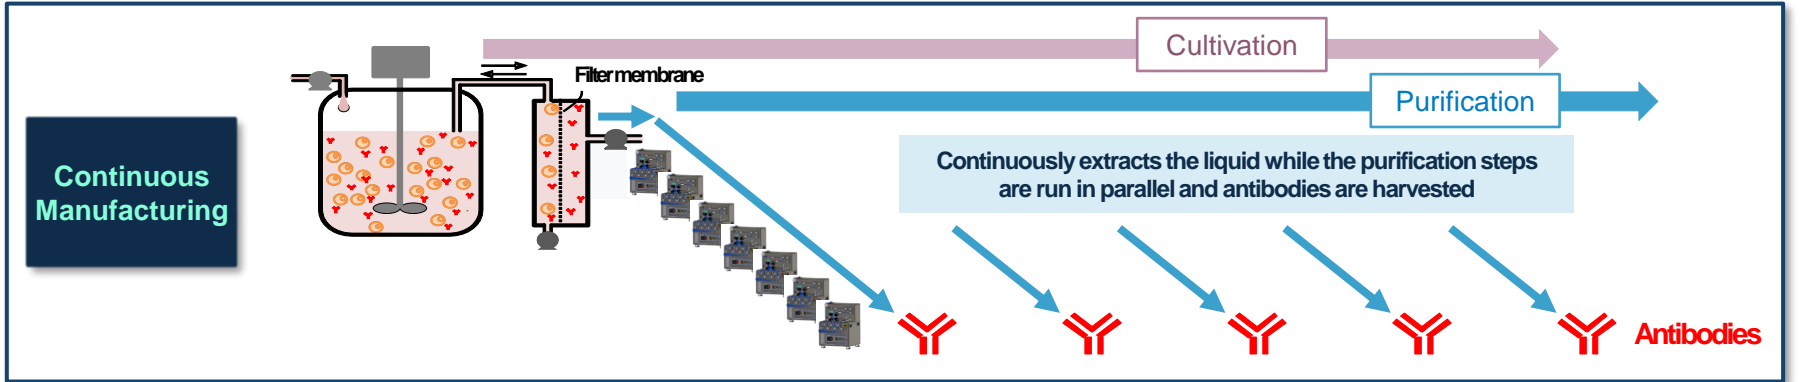 Cultivation
Filter membrane
Purification
Continuous
Manufacturing
Continuously extracts the liquid while the purification steps
are run in parallel and antibodies are harvested
Antibodies